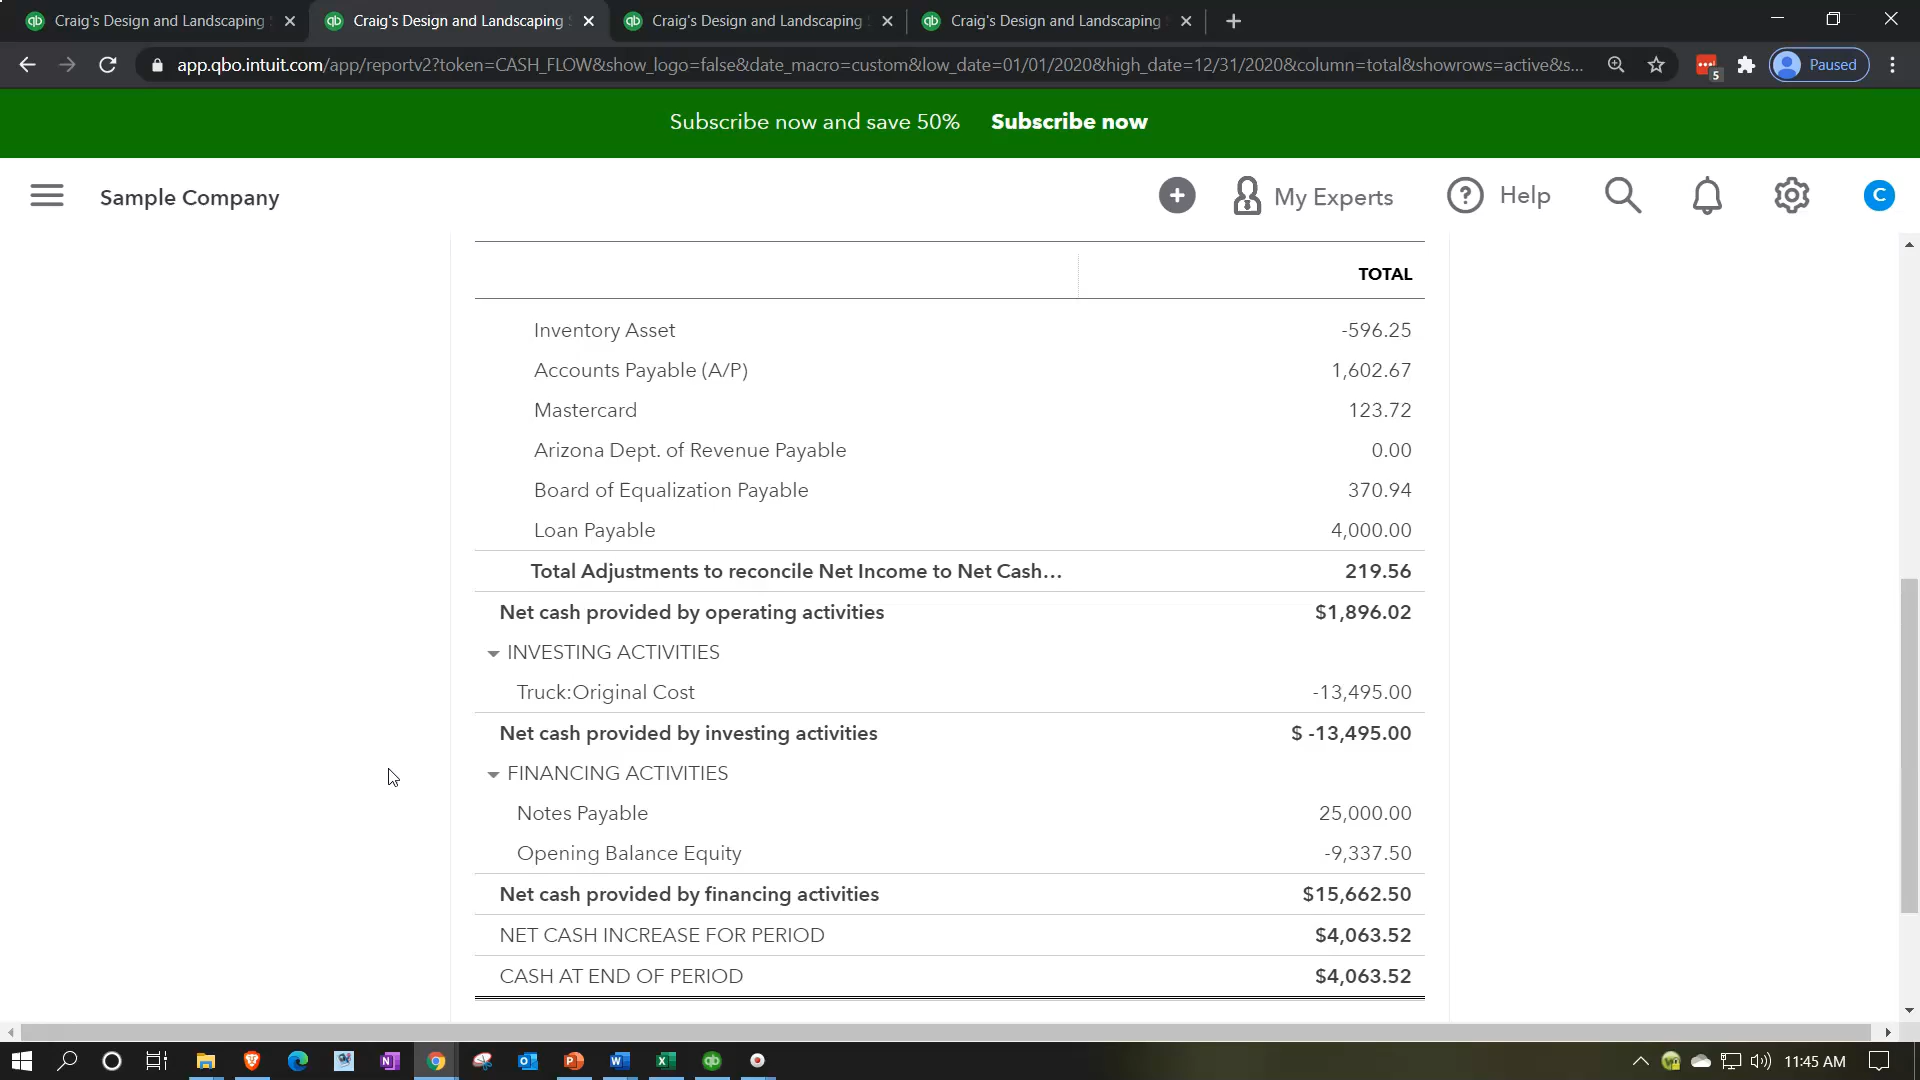 Craig's Design and Landscaping
Craig's Design and Landscaping
Craig's Design and Landscaping
Craig's Design and Landscaping
app.qbo.intuit.com/app/reportv2?token=CASH_FLOW&show_logo=false&date_macro=custom&low_date=01/01/2020&high_date=12/31/2020&column=total&showrows=active&s...
5
Paused
Subscribe now and save 50% Subscribe now
Sample Company
My Experts
Help
C
TOTAL
Inventory Asset -596.25
Accounts Payable (A/P) 1,602.67
Mastercard 123.72
Arizona Dept. of Revenue Payable 0.00
Board of Equalization Payable 370.94
Loan Payable 4,000.00
Total Adjustments to reconcile Net Income to Net Cash... 219.56
Net cash provided by operating activities $1,896.02
INVESTING ACTIVITIES
Truck:Original Cost -13,495.00
Net cash provided by investing activities $ -13,495.00
FINANCING ACTIVITIES
Notes Payable 25,000.00
Opening Balance Equity -9,337.50
Net cash provided by financing activities $15,662.50
NET CASH INCREASE FOR PERIOD $4,063.52
CASH AT END OF PERIOD $4,063.52
11:45 AM